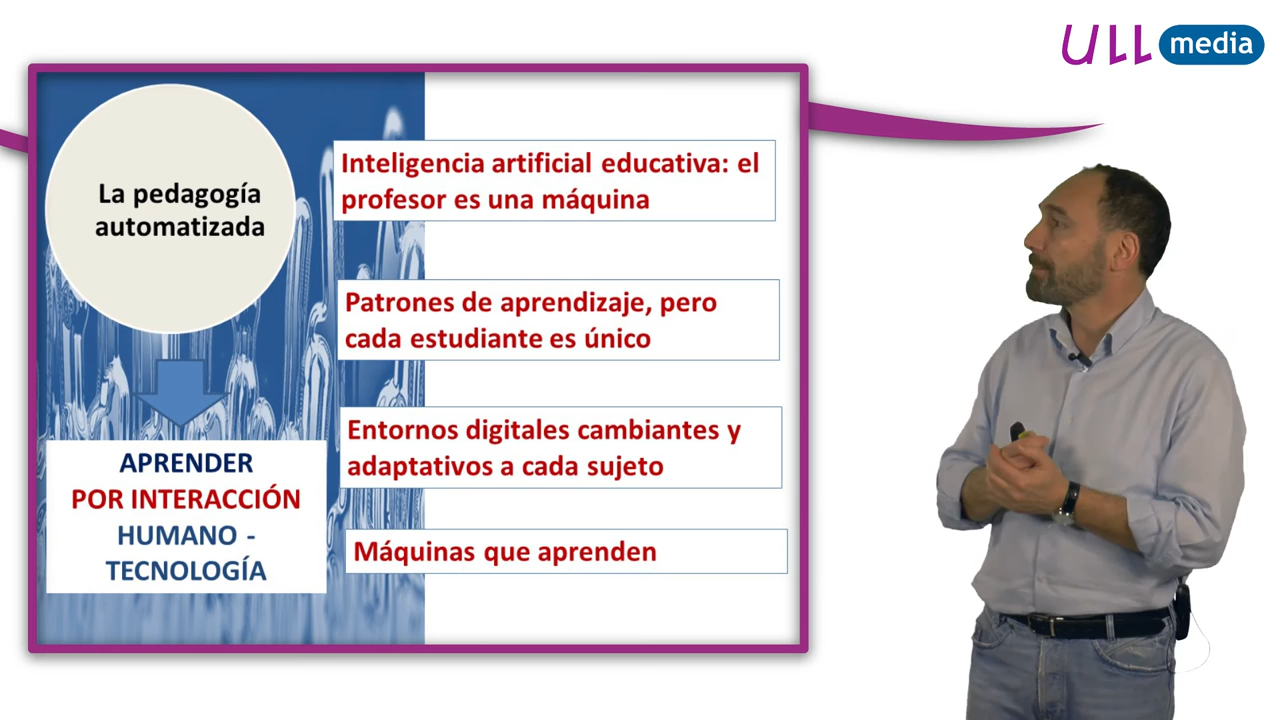 ULL media
La pedagogía
automatizada
APRENDER
POR INTERACCIÓN
HUMANO -
TECNOLOGÍA
Inteligencia artificial educativa: el
profesor es una máquina
Patrones de aprendizaje, pero
cada estudiante es único
Entornos digitales cambiantes y
adaptativos a cada sujeto
Máquinas que aprenden